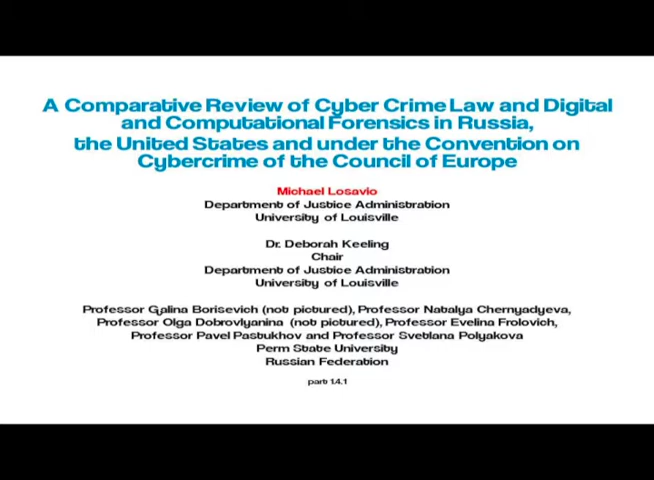 A Comparative Review of Cyber Crime Law and Digital
and Computational Forensics in Russia,
the United States and under the Convention on
Cybercrime of the Council of Europe
Michael Losavio
Department of Justice Administration
University of Louisville
Dr. Deborah Keeling
Chair
Department of Justice Administration
University of Louisville
Professor Galina Borisevich (not pictured), Professor Natalya Chernyadyeva,
Professor Olga Dobrovlyanina (not pictured), Professor Evelina Frolovich,
Professor Pavel Pastukhov and Professor Svetlana Polyakova
Perm State University
Russian Federation
part 1.4.1